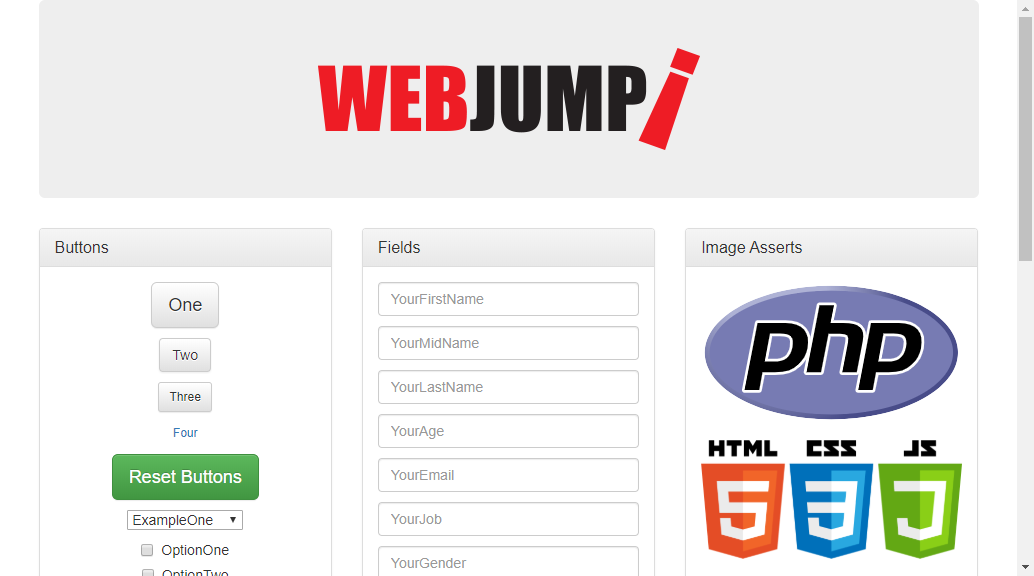 WEBJUMP!
Buttons
One
Two
Three
Four
Reset Buttons
ExampleOne
OptionOne
OptionTwo
Fields
YourFirstName
YourMidName
YourLastName
YourAge
YourEmail
YourJob
YourGender
Image Asserts
php
HTML CSS JS
5 3 J